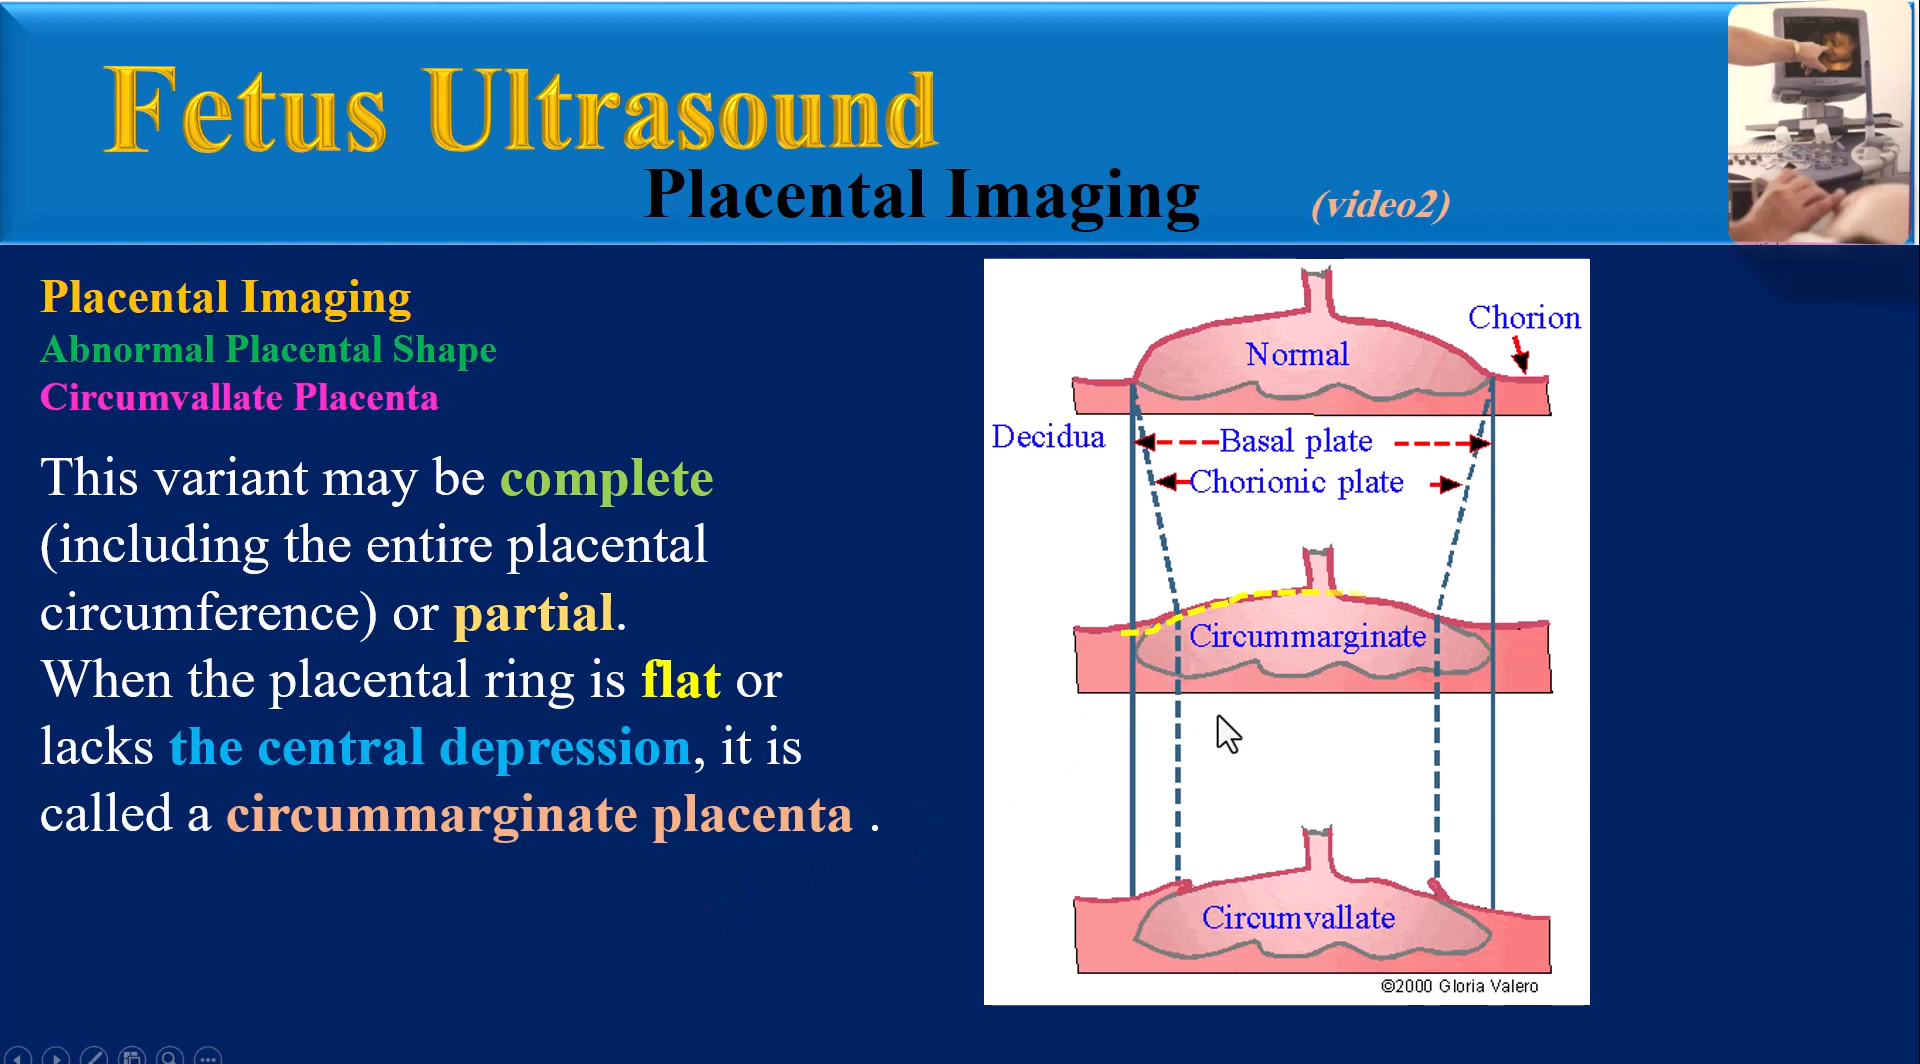 Fetus Ultrasound
Placental Imaging
(video2)
Placental Imaging
Abnormal Placental Shape
Circumvallate Placenta
This variant may be complete
(including the entire placental
circumference) or partial.
When the placental ring is flat or
lacks the central depression, it is
called a circummarginate placenta .
Chorion
Normal
Decidua
Basal plate
Chorionic plate
Circummarginate
Circumvallate
©2000 Gloria Valero